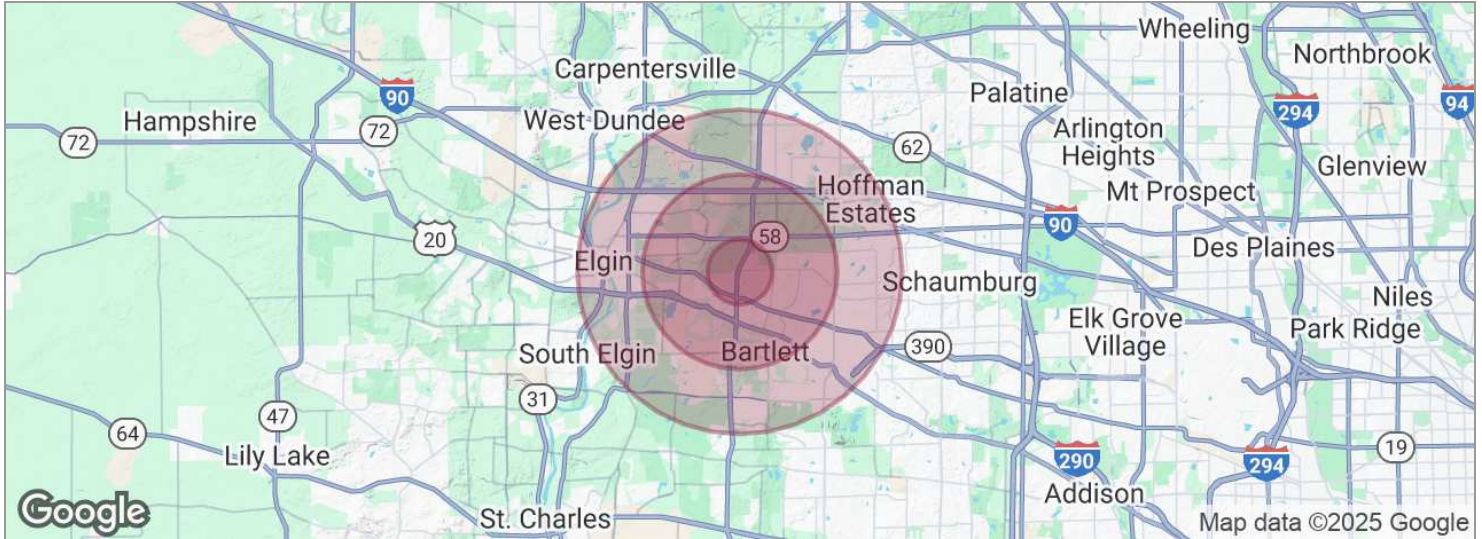 Wheeling
Northbrook
Carpentersville
90
Palatine
294
94
Hampshire
72
West Dundee
Arlington
Heights
72
62
Glenview
Hoffman
Estates
Mt Prospect
90
20
58
Des Plaines
Elgin
Schaumburg
Niles
Elk Grove
Village
Park Ridge
South Elgin
Bartlett
390
31
47
64
19
Lily Lake
290
294
Addison
St. Charles
Google
Map data ©2025 Google